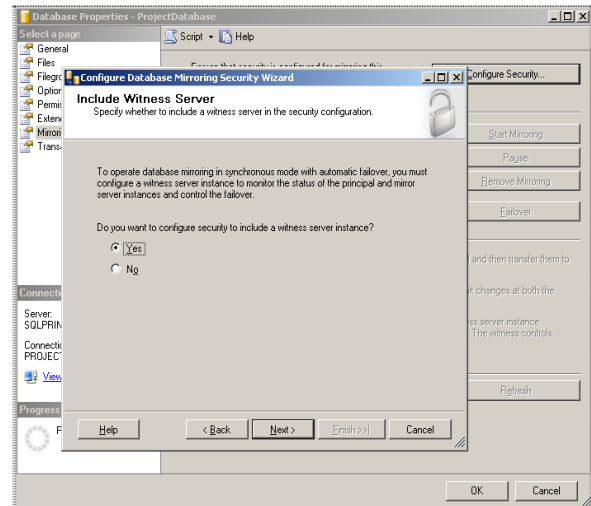 Database Properties - ProjectDatabase
Select a page
Script
Help
General
Files
Configure Security...
Configure Database Mirroring Security Wizard
Include Witness Server
Specify whether to include a witness server in the security configuration.
Start Mirroring
Pause
Remove Mirroring
Failover
To operate database mirroring in synchronous mode with automatic failover, you must
configure a witness server instance to monitor the status of the principal and mirror
server instances and control the failover.
Do you want to configure security to include a witness server instance?
Yes
No
and then transfer them to
it changes at both the
ss server instance.
The witness controls
Connecti
Server:
SQLPRIN
Connectic
PROJECT
View
Refresh
Progress
Help
< Back
Next >
Finish >>|
Cancel
OK
Cancel